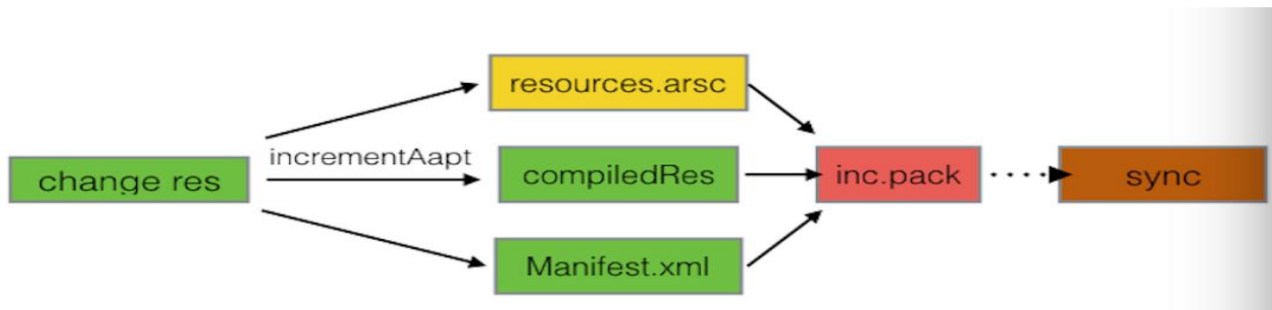 resources.arsc
incrementAapt
change res
compiledRes
inc.pack
sync
Manifest.xml